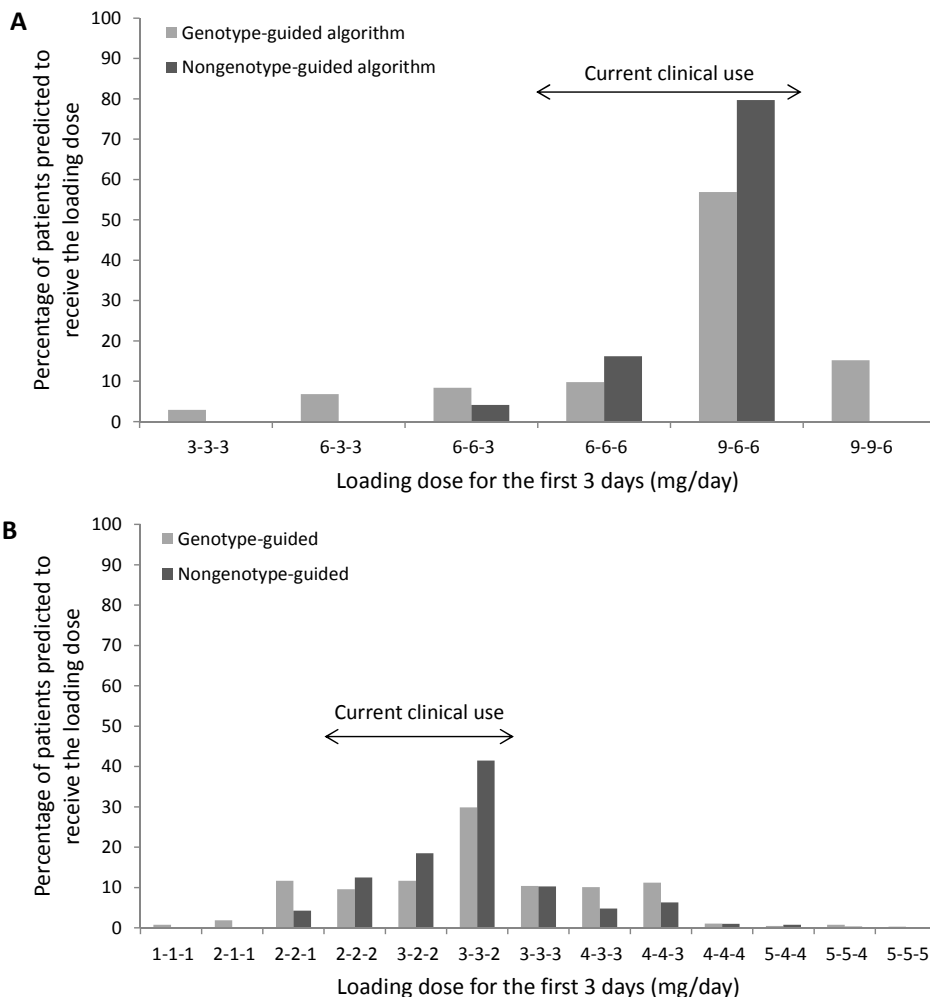 A
Percentage of patients predicted to
receive the loading dose
100
90
80
70
60
50
40
30
20
10
0
Genotype-guided algorithm
Nongenotype-guided algorithm
Current clinical use
3-3-3 6-3-3 6-6-3 6-6-6 9-6-6 9-9-6
Loading dose for the first 3 days (mg/day)
B
Percentage of patients predicted to
receive the loading dose
100
90
80
70
60
50
40
30
20
10
0
Genotype-guided
Nongenotype-guided
Current clinical use
1-1-1 2-1-1 2-2-1 2-2-2 3-2-2 3-3-2 3-3-3 4-3-3 4-4-3 4-4-4 5-4-4 5-5-4 5-5-5
Loading dose for the first 3 days (mg/day)